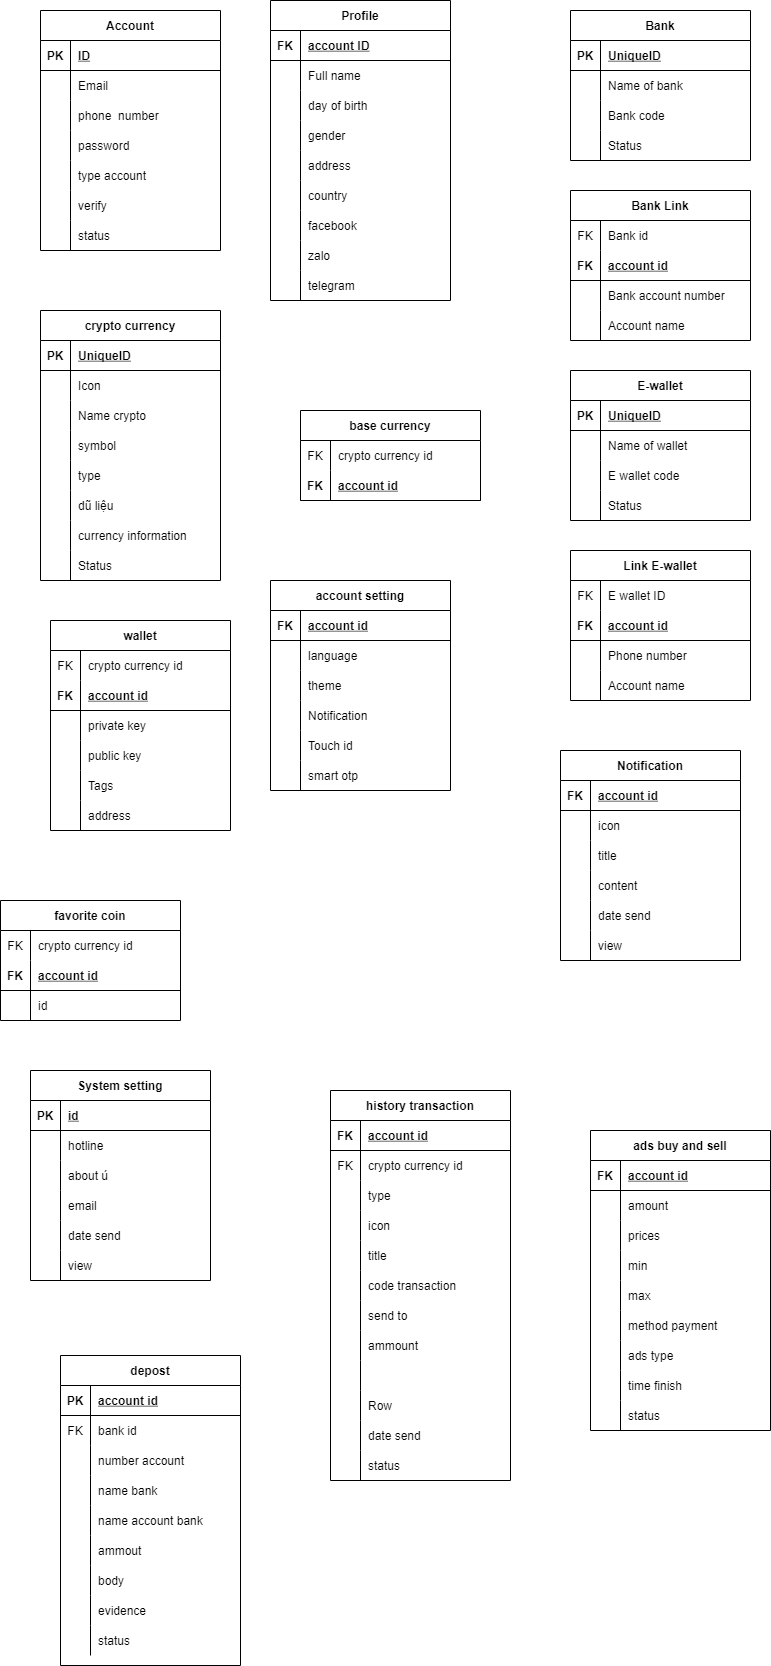 Account
PK ID
Email
phone number
password
type account
verify
status
Profile
FK account ID
Full name
day of birth
gender
address
country
facebook
zalo
telegram
Bank
PK UniqueID
Name of bank
Bank code
Status
Bank Link
FK Bank id
FK account id
Bank account number
Account name
crypto currency
PK UniqueID
Icon
Name crypto
symbol
type
dũ liệu
currency information
Status
base currency
FK crypto currency id
FK account id
E-wallet
PK UniqueID
Name of wallet
E wallet code
Status
Link E-wallet
FK E wallet ID
FK account id
Phone number
Account name
wallet
FK crypto currency id
FK account id
private key
public key
Tags
address
account setting
FK account id
language
theme
Notification
Touch id
smart otp
Notification
FK account id
icon
title
content
date send
view
favorite coin
FK crypto currency id
FK account id
id
System setting
PK id
hotline
about ú
email
date send
view
history transaction
FK account id
FK crypto currency id
type
icon
title
code transaction
send to
ammount
Row
date send
status
ads buy and sell
FK account id
amount
prices
min
max
method payment
ads type
time finish
status
depost
PK account id
FK bank id
number account
name bank
name account bank
ammout
body
evidence
status